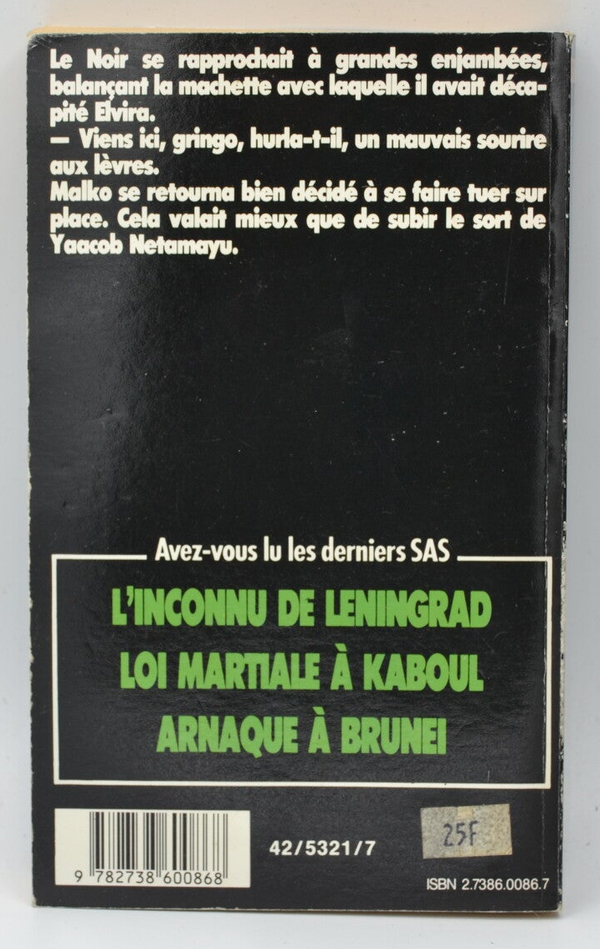 Le Noir se rapprochait à grandes enjambées,
balançant la machette avec laquelle il avait déca-
pité Elvira.
— Viens ici, gringo, hurla-t-il, un mauvais sourire
aux lèvres.
Malko se retourna bien décidé à se faire tuer sur
place. Cela valait mieux que de subir le sort de
Yaacob Netamayu.
Avez-vous lu les derniers SAS
L'INCONNU DE LENINGRAD
LOI MARTIALE À KABOUL
ARNAQUE À BRUNEI
9 782738 600868
42/5321/7
25F
ISBN 2.7386.0086.7